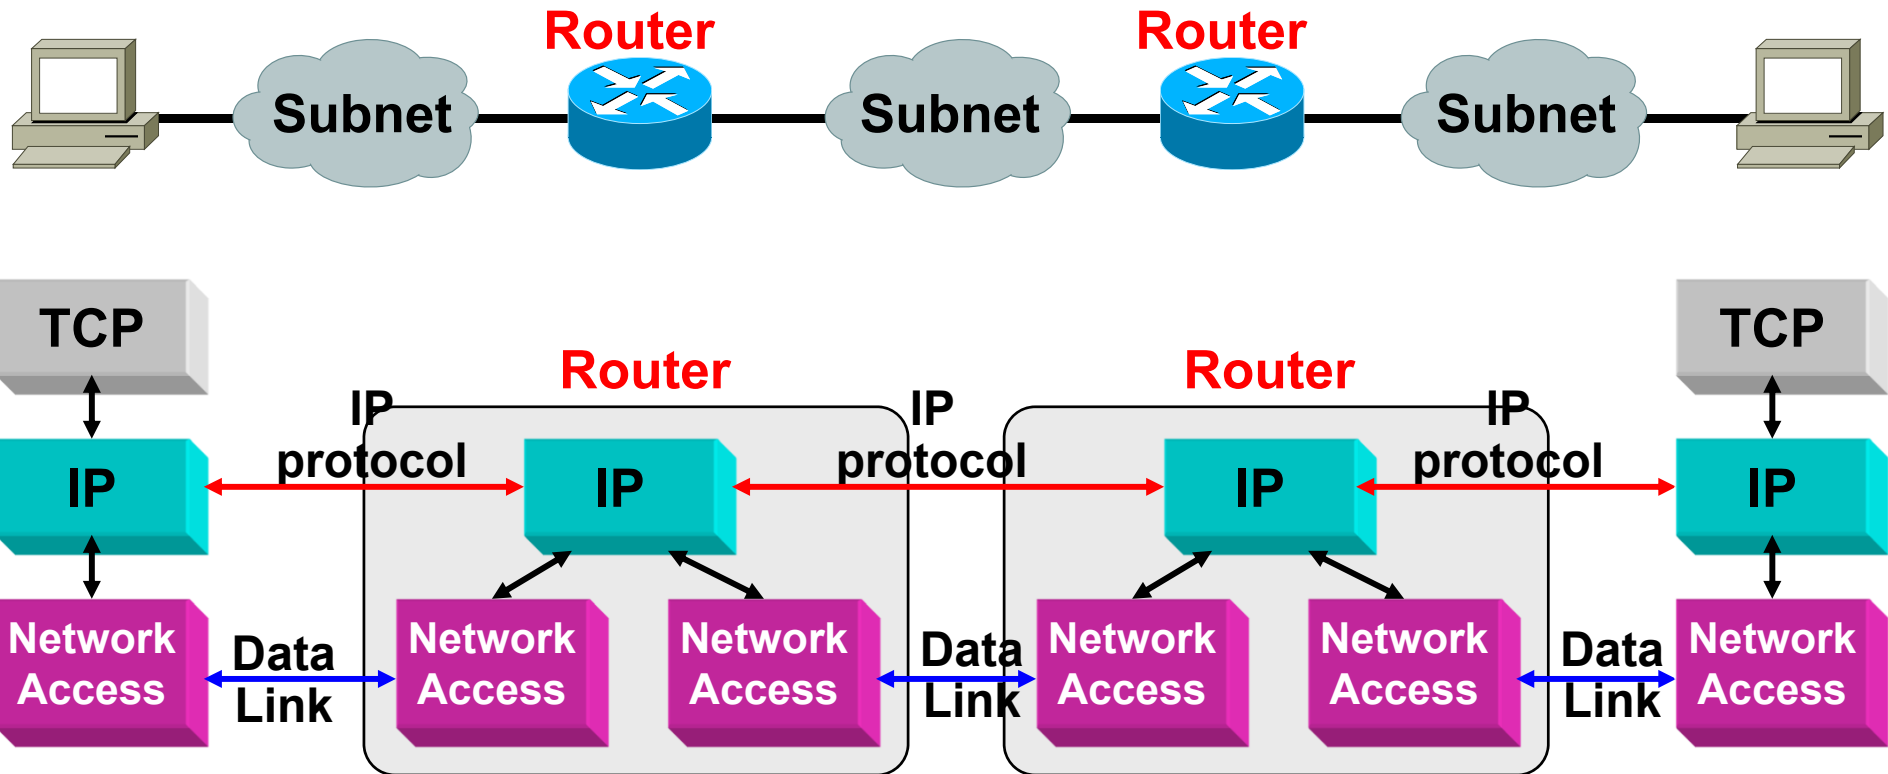 Router
Router
Subnet
Subnet
Subnet
TCP
TCP
Router
Router
IP
protocol
IP
protocol
IP
protocol
IP
IP
IP
IP
Network
Access
Data
Link
Network
Access
Network
Access
Data
Link
Network
Access
Network
Access
Data
Link
Network
Access